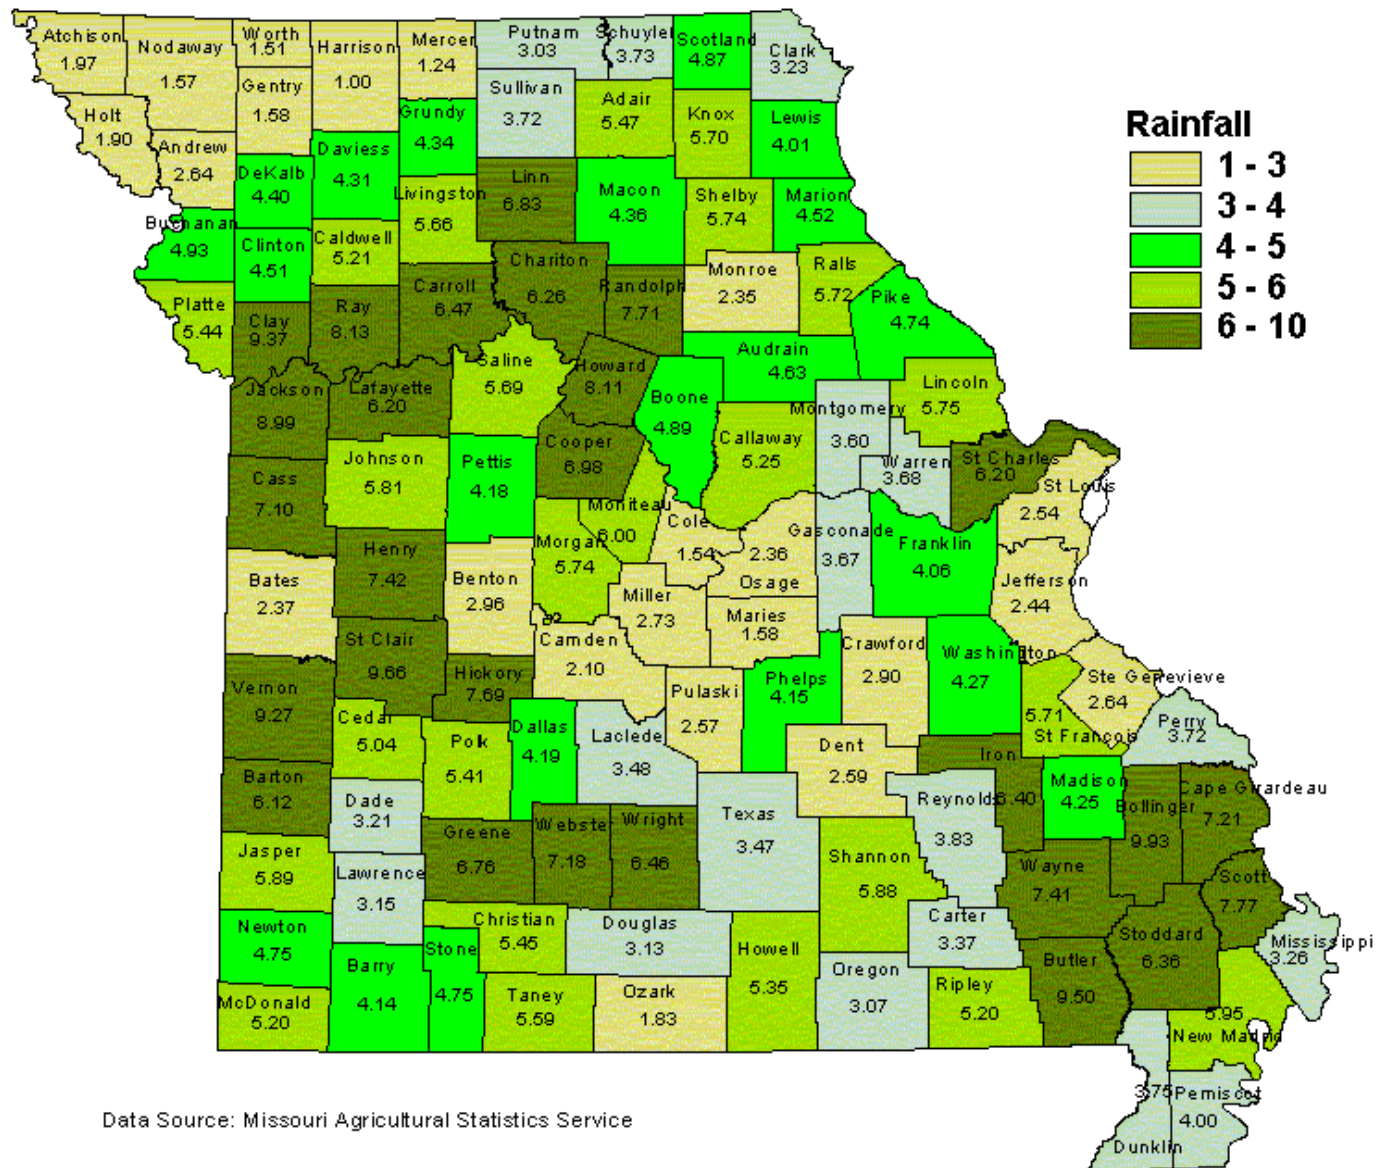 Atchison
1.97
Nodaway
1.57
Worth
1.51
Harrison
1.00
Mercer
1.24
Putnam
3.03
Schuyler
3.73
Scotland
4.87
Clark
3.23
Holt
1.90
Andrew
2.64
Gentry
1.58
Grundy
4.34
Sullivan
3.72
Adair
5.47
Knox
5.70
Lewis
4.01
DeKalb
4.40
Daviess
4.31
Livingston
5.66
Linn
6.83
Macon
4.36
Shelby
5.74
Marion
4.52
Buchanan
4.93
Clinton
4.51
Caldwell
5.21
Carroll
6.47
Chariton
6.26
Randolph
7.71
Monroe
2.35
Ralls
5.72
Pike
4.74
Platte
5.44
Clay
9.37
Ray
8.13
Saline
5.69
Howard
8.11
Boone
4.89
Audrain
4.63
Montgomery
3.60
Lincoln
5.75
Jackson
8.99
Lafayette
6.20
Cooper
6.98
Callaway
5.25
Warren
3.68
St Charles
6.20
St Louis
2.54
Cass
7.10
Johnson
5.81
Pettis
4.18
Moniteau
6.00
Morgan
5.74
Cole
1.54
2.36
Osage
Gasconade
3.67
Franklin
4.06
Jefferson
2.44
Bates
2.37
Henry
7.42
Benton
2.96
Miller
2.73
Maries
1.58
Camden
2.10
St Clair
9.66
Hickory
7.69
Pulaski
2.57
Phelps
4.15
Crawford
2.90
Washington
4.27
Ste Genevieve
2.64
5.71
St Francois
Perry
3.72
Vernon
9.27
Cedar
5.04
Polk
5.41
Dallas
4.19
Laclede
3.48
Dent
2.59
Iron
6.40
Madison
4.25
Bollinger
9.93
Cape Girardeau
7.21
Barton
6.12
Dade
3.21
Greene
6.76
Webste
7.18
Wright
6.46
Texas
3.47
Reynolds
3.83
Shannon
5.88
Wayne
7.41
Scott
7.77
Jasper
5.89
Lawrence
3.15
Christian
5.45
Douglas
3.13
Howell
5.35
Carter
3.37
Stoddard
6.36
Mississippi
3.26
Newton
4.75
Barry
4.14
Stone
4.75
Taney
5.59
Ozark
1.83
Oregon
3.07
Ripley
5.20
Butler
9.50
McDonald
5.20
5.95
New Madrid
3.75
Dunklin
Pemiscot
4.00
Rainfall
1 - 3
3 - 4
4 - 5
5 - 6
6 - 10
Data Source: Missouri Agricultural Statistics Service